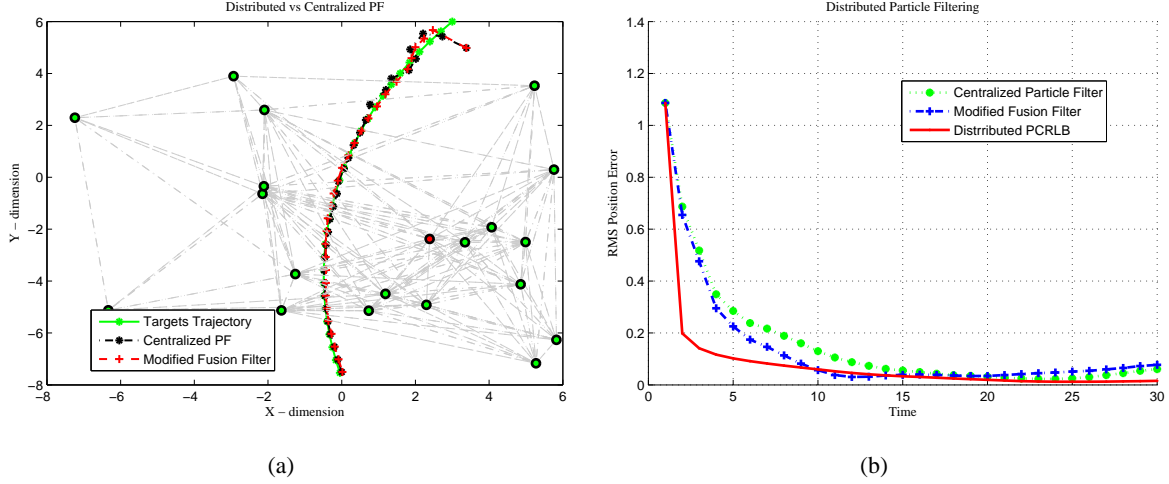 Distributed vs Centralized PF
6
4
2
0
−2
−4
−6
−8
Y − dimension
Targets Trajectory
Centralized PF
Modified Fusion Filter
−8 −6 −4 −2 0 2 4 6
X − dimension
(a)
Distributed Particle Filtering
1.4
1.2
1
0.8
0.6
0.4
0.2
0
RMS Position Error
Centralized Particle Filter
Modified Fusion Filter
Distrributed PCRLB
0 5 10 15 20 25 30
Time
(b)